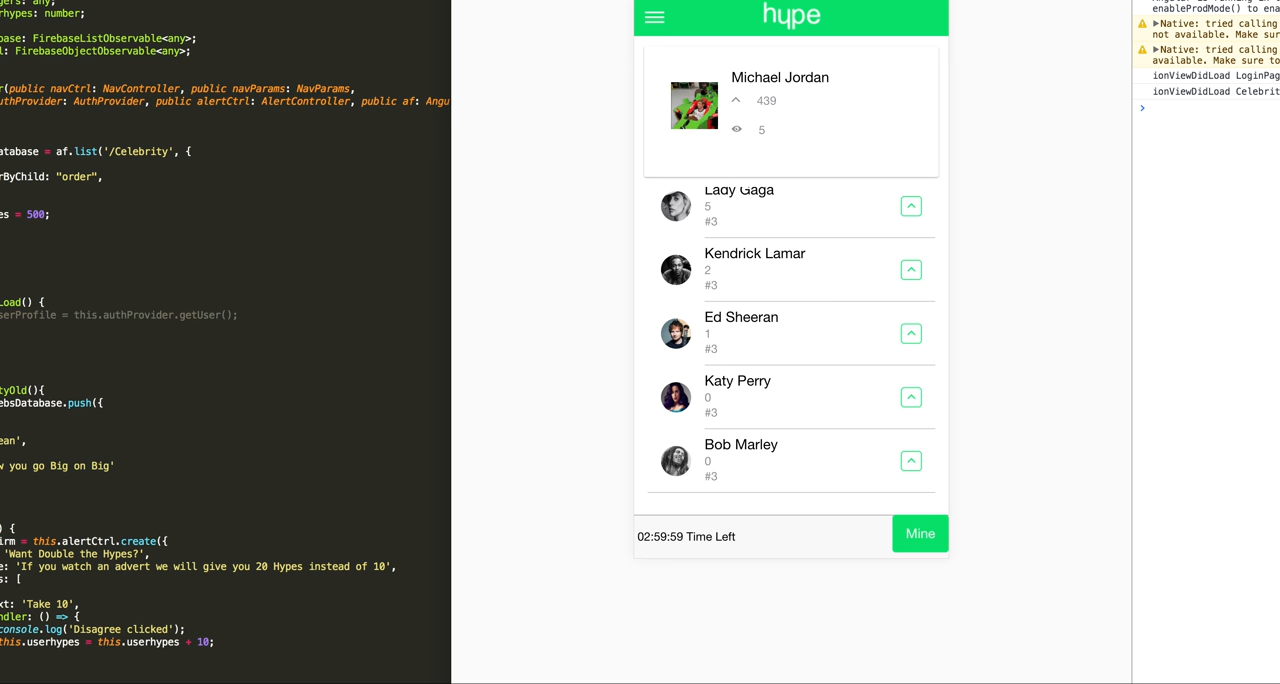 gers: any;
rhypes: number;
base: FirebaseListObservable<any>;
l: FirebaseObjectObservable<any>;
r(public navCtrl: NavController, public navParams: NavParams,
uthProvider: AuthProvider, public alertCtrl: AlertController, public af: Angu
atabase = af.list('/Celebrity', {
rByChild: "order",
es = 500;
Load() {
serProfile = this.authProvider.getUser();
tyOld(){
ebsDatabase.push({
ean',
w you go Big on Big'
) {
irm = this.alertCtrl.create({
'Want Double the Hypes?',
e: 'If you watch an advert we will give you 20 Hypes instead of 10',
s: [
xt: 'Take 10',
ndler: () => {
console.log('Disagree clicked');
this.userhypes = this.userhypes + 10;
hype
Michael Jordan
439
5
Lady Gaga
5
#3
Kendrick Lamar
2
#3
Ed Sheeran
1
#3
Katy Perry
0
#3
Bob Marley
0
#3
02:59:59 Time Left
Mine
enableProdMode() to ena
Native: tried calling
not available. Make sur
Native: tried calling
available. Make sure to
ionViewDidLoad LoginPag
ionViewDidLoad Celebrit